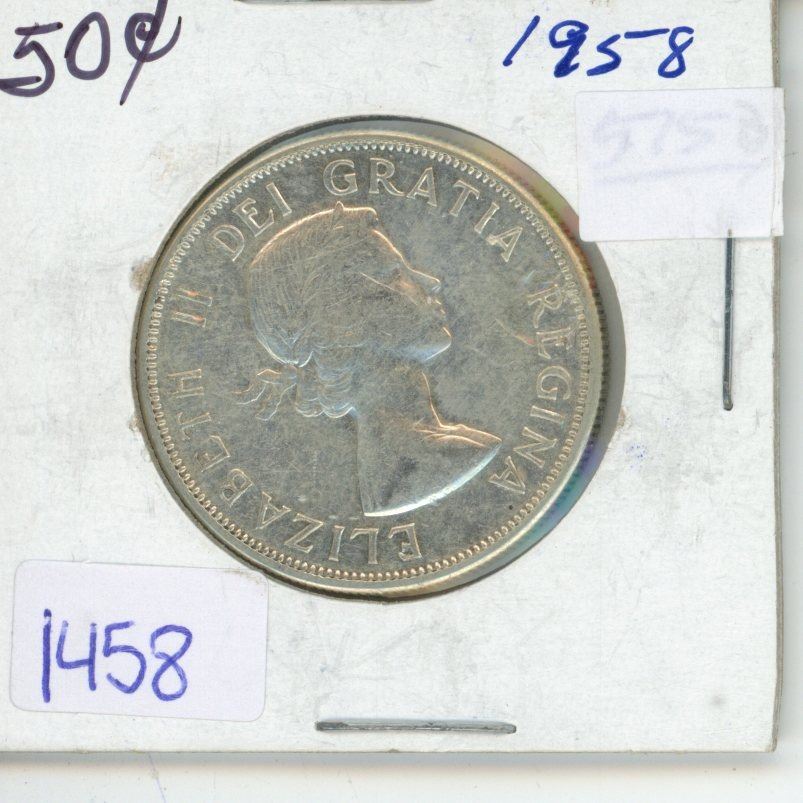 50¢ 1958
ELIZABETH II DEI GRATIA REGINA
1458